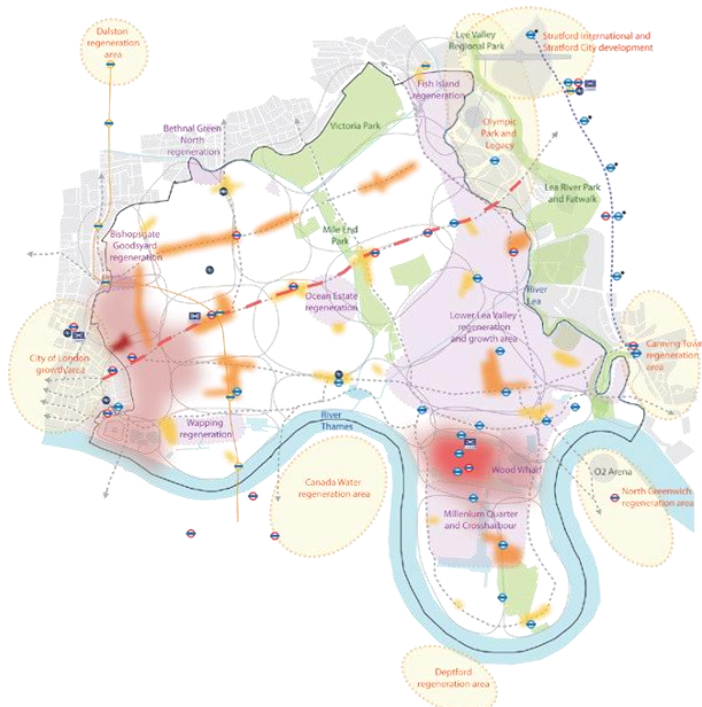 Dalston
regeneration
area
Lee Valley
Regional Park
Stratford International and
Stratford City development
Fish Island
regeneration
Bethnal Green
North
regeneration
Victoria Park
Olympic
Park and
Legacy
Lea River Park
and Fatwalk
Bishopsgate
Goodsyard
regeneration
Mile End
Park
Ocean Estate
regeneration
River
Lea
Lower Lea Valley
regeneration
and growth area
City of London
growth area
Canning Town
regeneration
area
Wapping
regeneration
River
Thames
Canada Water
regeneration area
Wood Wharf
O2 Arena
North Greenwich
regeneration area
Millenium Quarter
and Crossharbour
Deptford
regeneration area